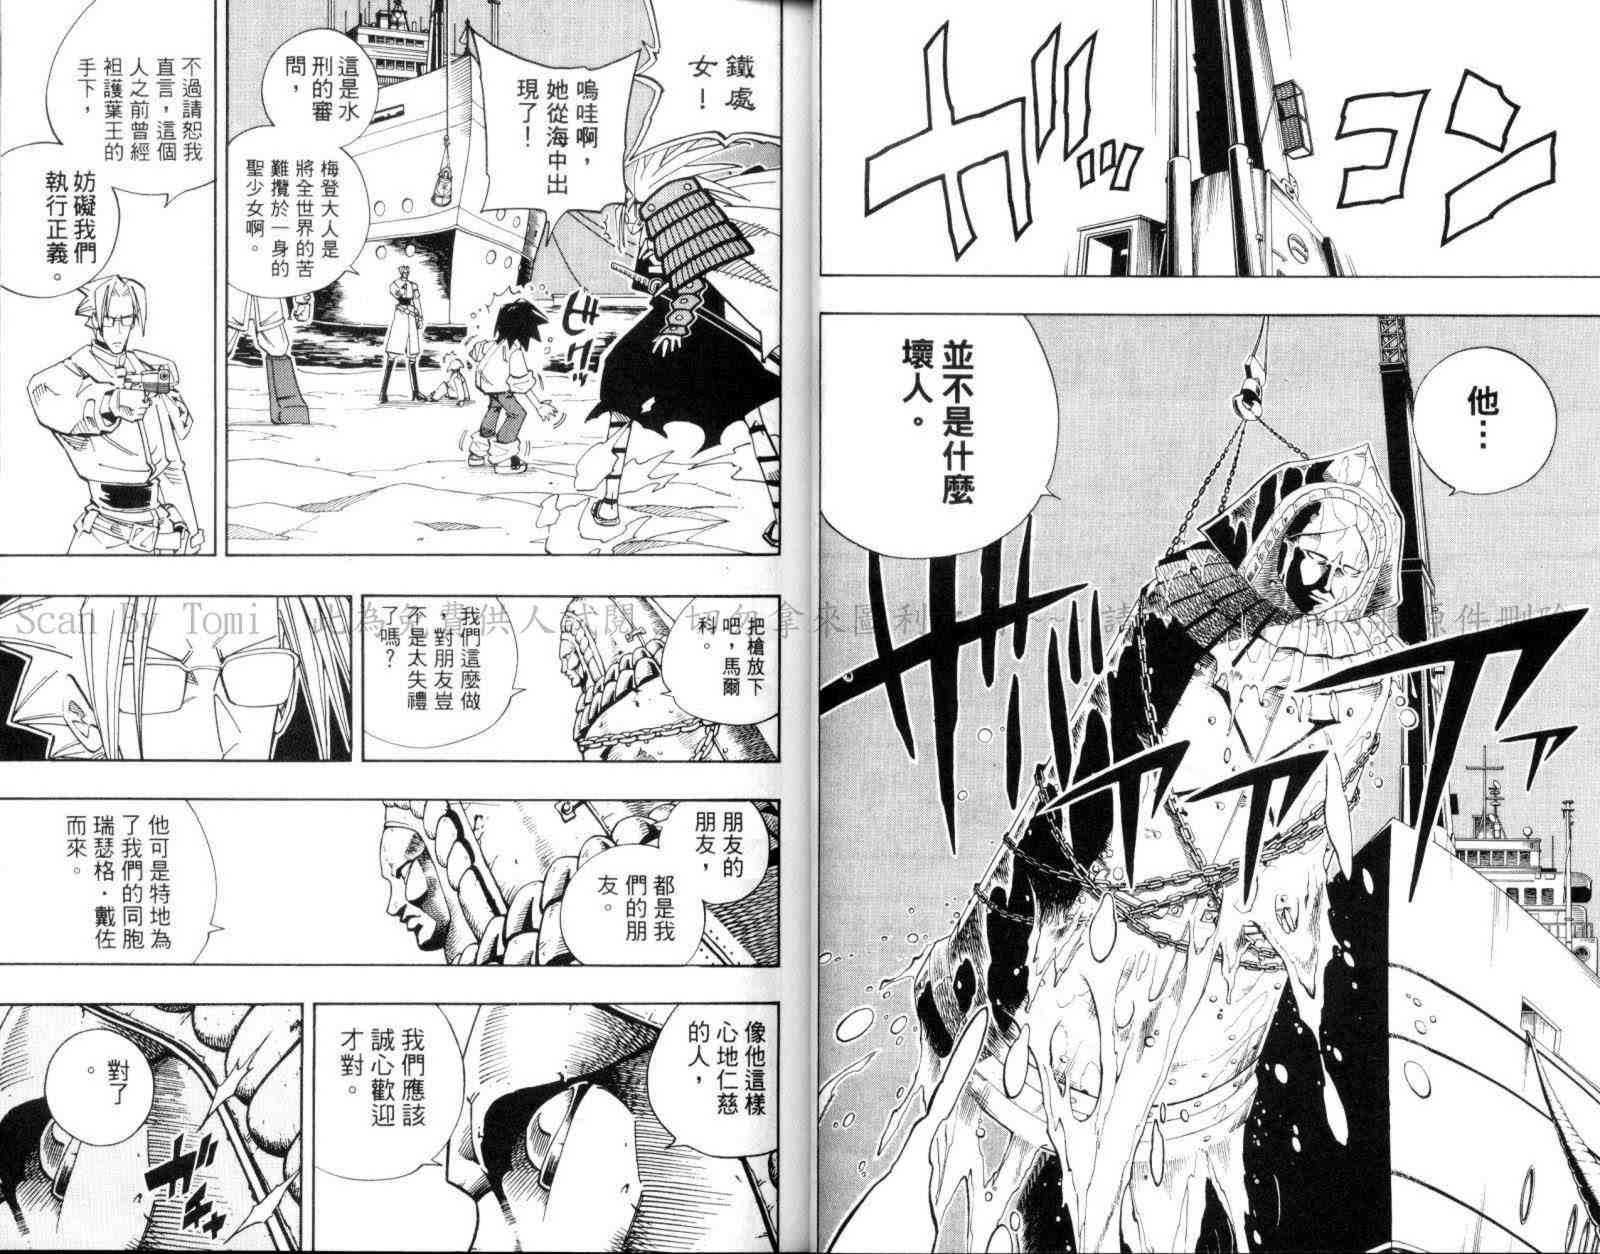 ガゴン
他…
並不是什麼
壞人。
鐵處
女！
嗚哇啊，
她從海中出
現了！
這是水
刑的審
問，
梅登大人是
將全世界的苦
難攬於一身的
聖少女啊。
ビクッ
不過請恕我
直言，這個
人之前曾經
袒護葉王的
手下，
妨礙我們
執行正義。
把槍放下
吧，馬爾
科。
我們這麼做
，對朋友豈
不是太失禮
了嗎？
朋友的
朋友，
都是我
們的朋
友。
他可是特地為
了我們的同胞
瑞瑟格·戴佐
而來。
像他這樣
心地仁慈
的人，
我們應該
誠心歡迎
才對。
對了
。
Scan by Tomi